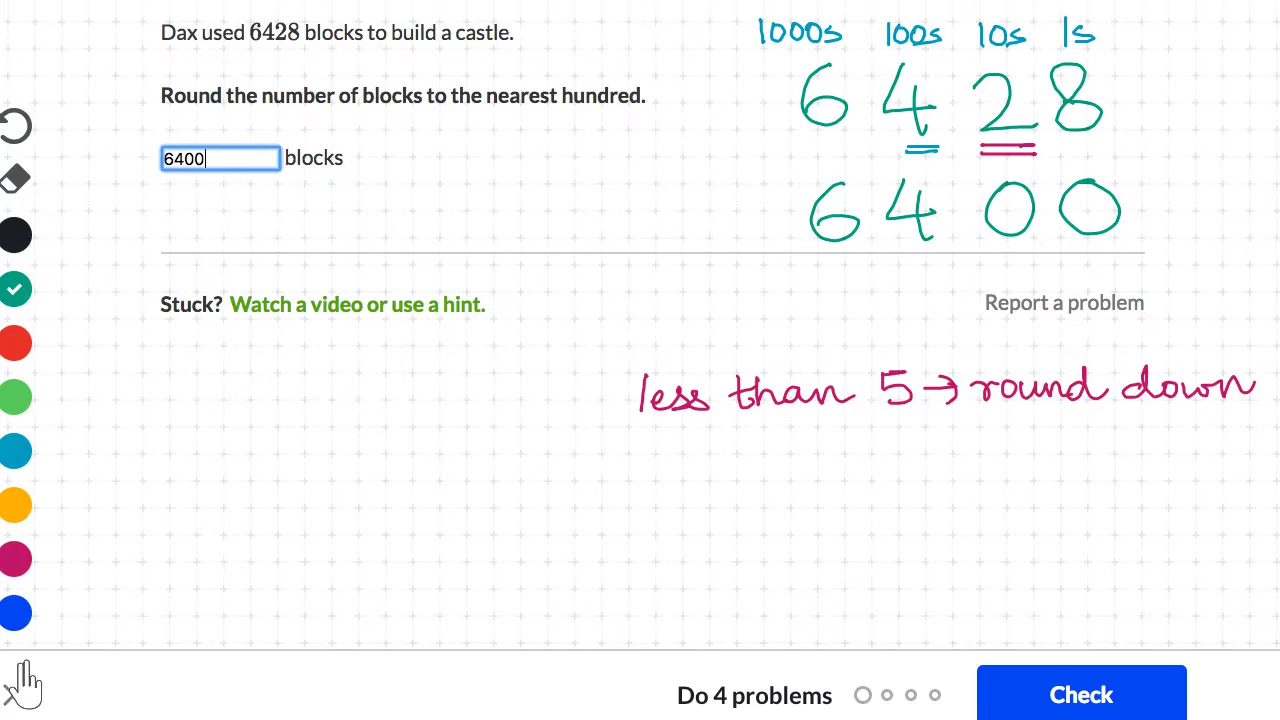 Dax used 6428 blocks to build a castle.
1000s 100s 10s 1s
6 4 2 8
Round the number of blocks to the nearest hundred.
6400 blocks
6 4 0 0
Stuck? Watch a video or use a hint.
Report a problem
less than 5 → round down
Do 4 problems
Check